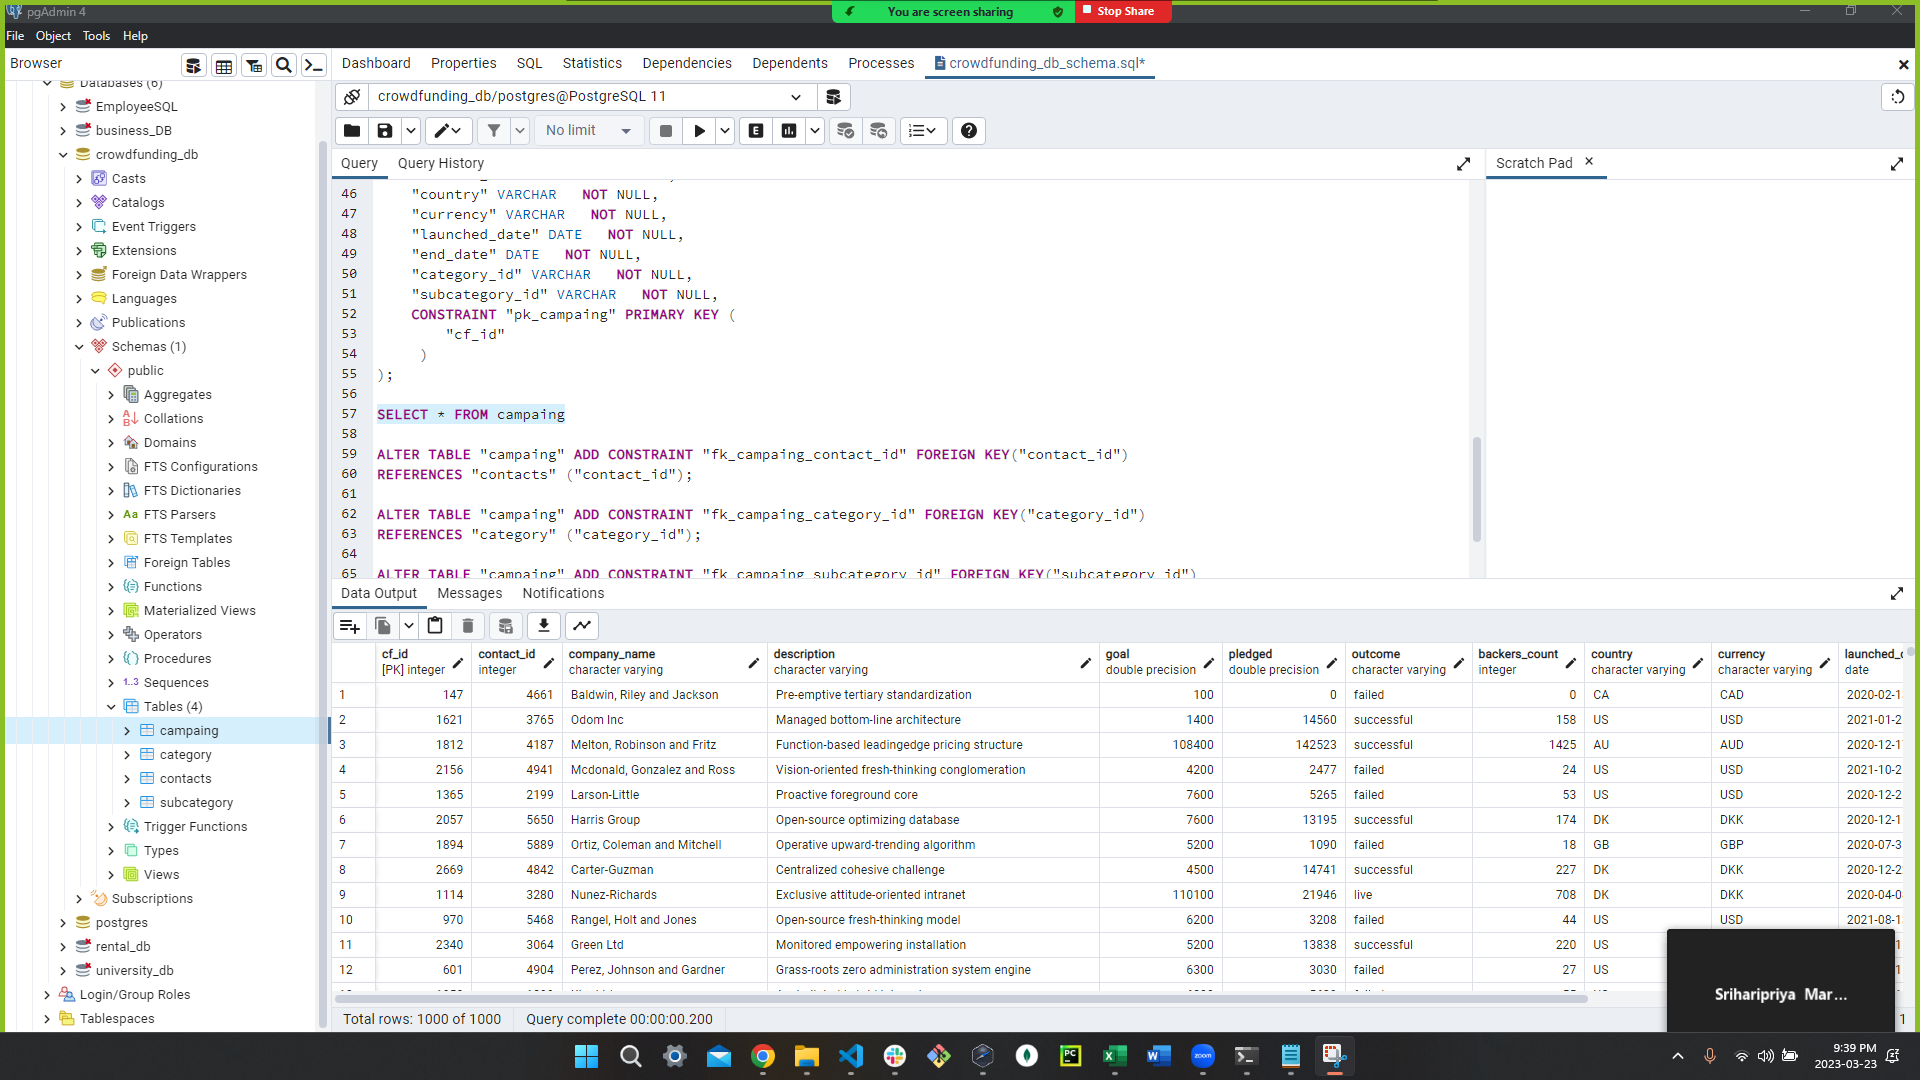 pgAdmin 4
You are screen sharing
Stop Share
File Object Tools Help
Browser
Dashboard Properties SQL Statistics Dependencies Dependents Processes crowdfunding_db_schema.sql*
crowdfunding_db/postgres@PostgreSQL 11
No limit
Query Query History
Scratch Pad
Databases (6)
EmployeeSQL
business_DB
crowdfunding_db
Casts
Catalogs
Event Triggers
Extensions
Foreign Data Wrappers
Languages
Publications
Schemas (1)
public
Aggregates
Collations
Domains
FTS Configurations
FTS Dictionaries
FTS Parsers
FTS Templates
Foreign Tables
Functions
Materialized Views
Operators
Procedures
1..3 Sequences
Tables (4)
campaing
category
contacts
subcategory
Trigger Functions
Types
Views
Subscriptions
postgres
rental_db
university_db
Login/Group Roles
Tablespaces
46 "country" VARCHAR NOT NULL,
47 "currency" VARCHAR NOT NULL,
48 "launched_date" DATE NOT NULL,
49 "end_date" DATE NOT NULL,
50 "category_id" VARCHAR NOT NULL,
51 "subcategory_id" VARCHAR NOT NULL,
52 CONSTRAINT "pk_campaing" PRIMARY KEY (
53 "cf_id"
54 )
55 );
56
57 SELECT * FROM campaing
58
59 ALTER TABLE "campaing" ADD CONSTRAINT "fk_campaing_contact_id" FOREIGN KEY("contact_id")
60 REFERENCES "contacts" ("contact_id");
61
62 ALTER TABLE "campaing" ADD CONSTRAINT "fk_campaing_category_id" FOREIGN KEY("category_id")
63 REFERENCES "category" ("category_id");
64
65 ALTER TABLE "campaing" ADD CONSTRAINT "fk_campaing_subcategory_id" FOREIGN KEY("subcategory_id")
Data Output Messages Notifications
cf_id contact_id company_name description goal pledged outcome backers_count country currency launched_
[PK] integer integer character varying character varying double precision double precision character varying integer character varying character varying date
1 147 4661 Baldwin, Riley and Jackson Pre-emptive tertiary standardization 100 0 failed 0 CA CAD 2020-02-1
2 1621 3765 Odom Inc Managed bottom-line architecture 1400 14560 successful 158 US USD 2021-01-2
3 1812 4187 Melton, Robinson and Fritz Function-based leadingedge pricing structure 108400 142523 successful 1425 AU AUD 2020-12-1
4 2156 4941 Mcdonald, Gonzalez and Ross Vision-oriented fresh-thinking conglomeration 4200 2477 failed 24 US USD 2021-10-2
5 1365 2199 Larson-Little Proactive foreground core 7600 5265 failed 53 US USD 2020-12-2
6 2057 5650 Harris Group Open-source optimizing database 7600 13195 successful 174 DK DKK 2020-12-1
7 1894 5889 Ortiz, Coleman and Mitchell Operative upward-trending algorithm 5200 1090 failed 18 GB GBP 2020-07-3
8 2669 4842 Carter-Guzman Centralized cohesive challenge 4500 14741 successful 227 DK DKK 2020-12-2
9 1114 3280 Nunez-Richards Exclusive attitude-oriented intranet 110100 21946 live 708 DK DKK 2020-04-0
10 970 5468 Rangel, Holt and Jones Open-source fresh-thinking model 6200 3208 failed 44 US USD 2021-08-1
11 2340 3064 Green Ltd Monitored empowering installation 5200 13838 successful 220 US
12 601 4904 Perez, Johnson and Gardner Grass-roots zero administration system engine 6300 3030 failed 27 US
Sriharipriya Mar...
Total rows: 1000 of 1000 Query complete 00:00:00.200
9:39 PM
2023-03-23